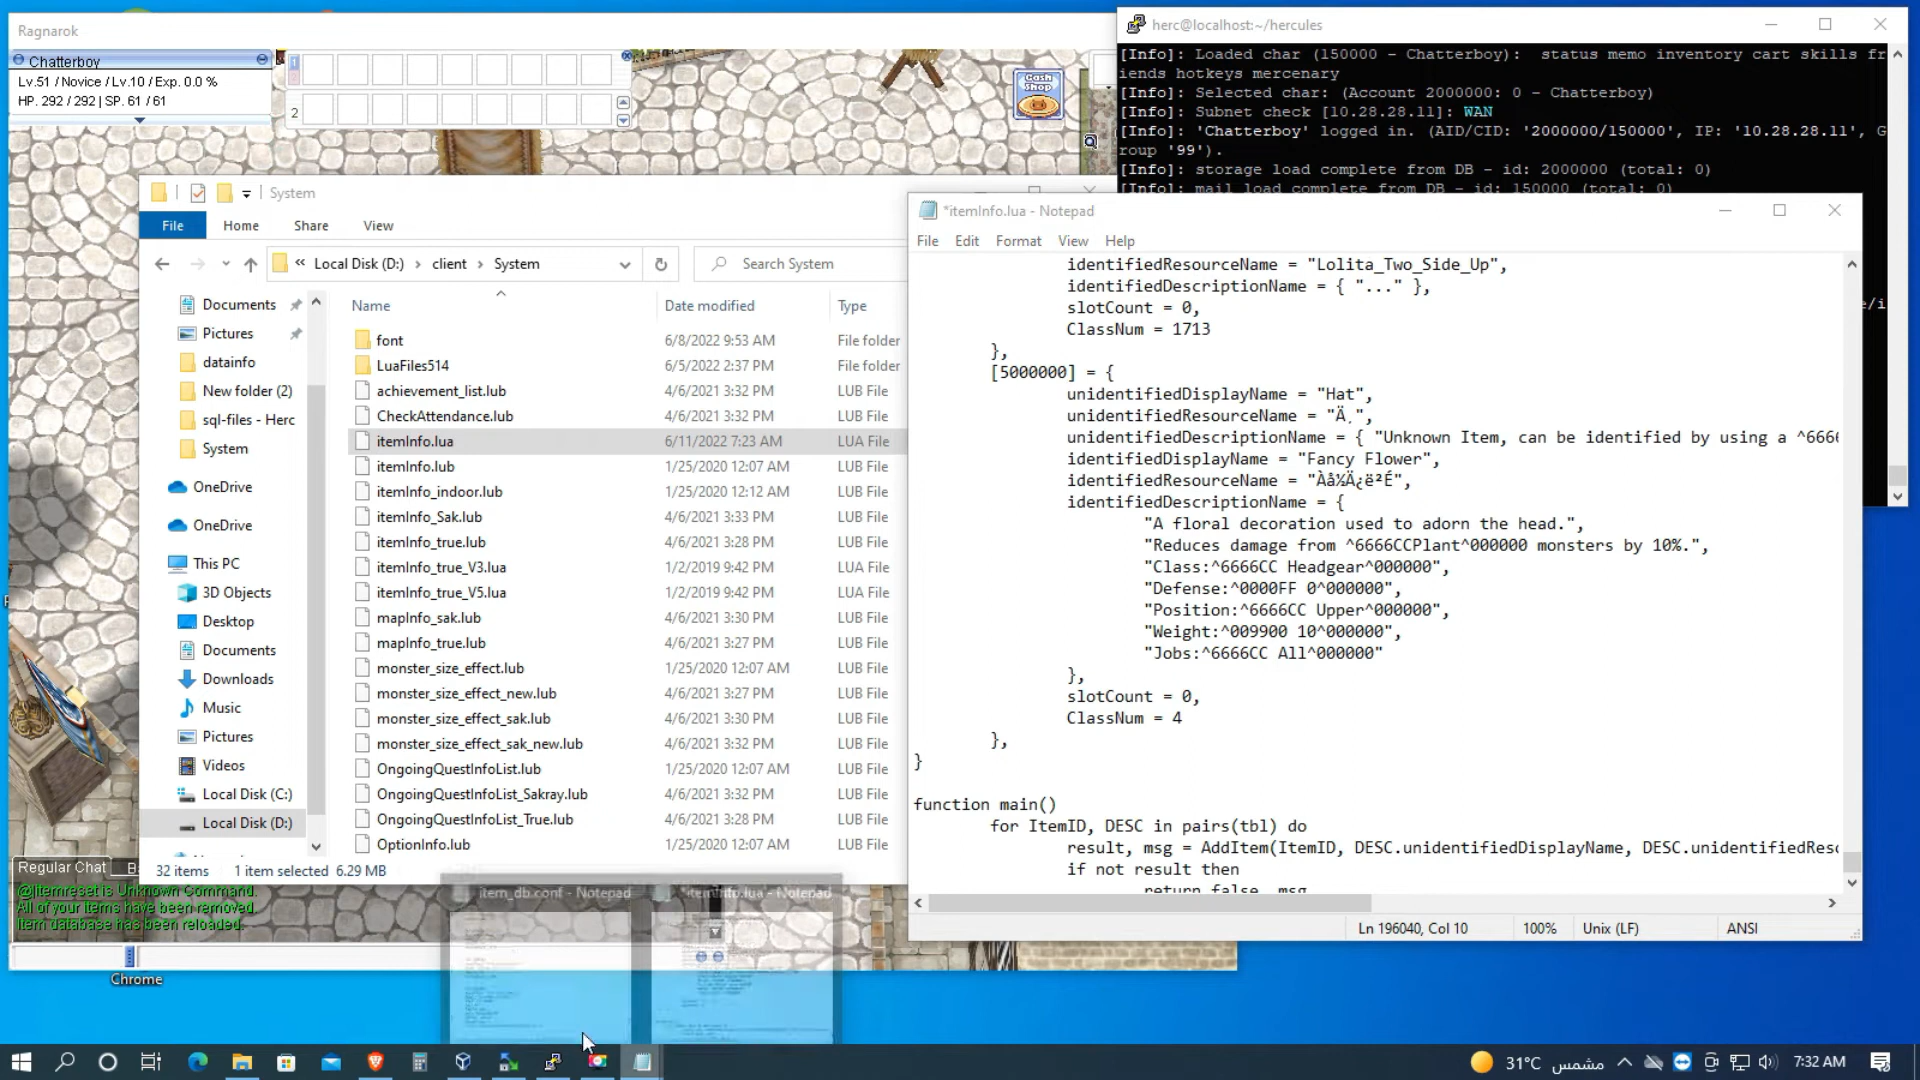 Ragnarok
Chatterboy
Lv.51 / Novice / Lv.10 / Exp. 0.0 %
HP. 292 / 292 | SP. 61 / 61
1
2
Cash
Shop
herc@localhost:~/hercules
[Info]: Loaded char (150000 - Chatterboy):  status memo inventory cart skills fr
iends hotkeys mercenary
[Info]: Selected char: (Account 2000000: 0 - Chatterboy)
[Info]: Subnet check [10.28.28.11]: WAN
[Info]: 'Chatterboy' logged in. (AID/CID: '2000000/150000', IP: '10.28.28.11', G
roup '99').
[Info]: storage load complete from DB - id: 2000000 (total: 0)
[Info]: mail load complete from DB - id: 150000 (total: 0)
e/i
System
File
Home
Share
View
« Local Disk (D:) › client › System
Search System
Documents
Pictures
datainfo
New folder (2)
sql-files - Herc
System
OneDrive
OneDrive
This PC
3D Objects
Desktop
Documents
Downloads
Music
Pictures
Videos
Local Disk (C:)
Local Disk (D:)
Name Date modified Type
font 6/8/2022 9:53 AM File folder
LuaFiles514 6/5/2022 2:37 PM File folder
achievement_list.lub 4/6/2021 3:32 PM LUB File
CheckAttendance.lub 4/6/2021 3:32 PM LUB File
itemInfo.lua 6/11/2022 7:23 AM LUA File
itemInfo.lub 1/25/2020 12:07 AM LUB File
itemInfo_indoor.lub 1/25/2020 12:12 AM LUB File
itemInfo_Sak.lub 4/6/2021 3:33 PM LUB File
itemInfo_true.lub 4/6/2021 3:28 PM LUB File
itemInfo_true_V3.lua 1/2/2019 9:42 PM LUA File
itemInfo_true_V5.lua 1/2/2019 9:42 PM LUA File
mapInfo_sak.lub 4/6/2021 3:30 PM LUB File
mapInfo_true.lub 4/6/2021 3:27 PM LUB File
monster_size_effect.lub 1/25/2020 12:07 AM LUB File
monster_size_effect_new.lub 4/6/2021 3:27 PM LUB File
monster_size_effect_sak.lub 4/6/2021 3:30 PM LUB File
monster_size_effect_sak_new.lub 4/6/2021 3:32 PM LUB File
OngoingQuestInfoList.lub 1/25/2020 12:07 AM LUB File
OngoingQuestInfoList_Sakray.lub 4/6/2021 3:32 PM LUB File
OngoingQuestInfoList_True.lub 4/6/2021 3:28 PM LUB File
OptionInfo.lub 1/25/2020 12:07 AM LUB File
32 items 1 item selected 6.29 MB
*itemInfo.lua - Notepad
File Edit Format View Help
identifiedResourceName = "Lolita_Two_Side_Up",
identifiedDescriptionName = { "..." },
slotCount = 0,
ClassNum = 1713
},
[5000000] = {
unidentifiedDisplayName = "Hat",
unidentifiedResourceName = "Ä¸",
unidentifiedDescriptionName = { "Unknown Item, can be identified by using a ^666
identifiedDisplayName = "Fancy Flower",
identifiedResourceName = "Àå½Ä¿ë²É",
identifiedDescriptionName = {
"A floral decoration used to adorn the head.",
"Reduces damage from ^6666CCPlant^000000 monsters by 10%.",
"Class:^6666CC Headgear^000000",
"Defense:^0000FF 0^000000",
"Position:^6666CC Upper^000000",
"Weight:^009900 10^000000",
"Jobs:^6666CC All^000000"
},
slotCount = 0,
ClassNum = 4
},
}
function main()
for ItemID, DESC in pairs(tbl) do
result, msg = AddItem(ItemID, DESC.unidentifiedDisplayName, DESC.unidentifiedResc
if not result then
return false, msg
Ln 196040, Col 10 100% Unix (LF) ANSI
Regular Chat
B
@itemreset is Unknown Command.
All of your items have been removed.
Item database has been reloaded.
item_db.conf - Notepad
*itemInfo.lua - Notepad
Chrome
31°C مشمس
7:32 AM